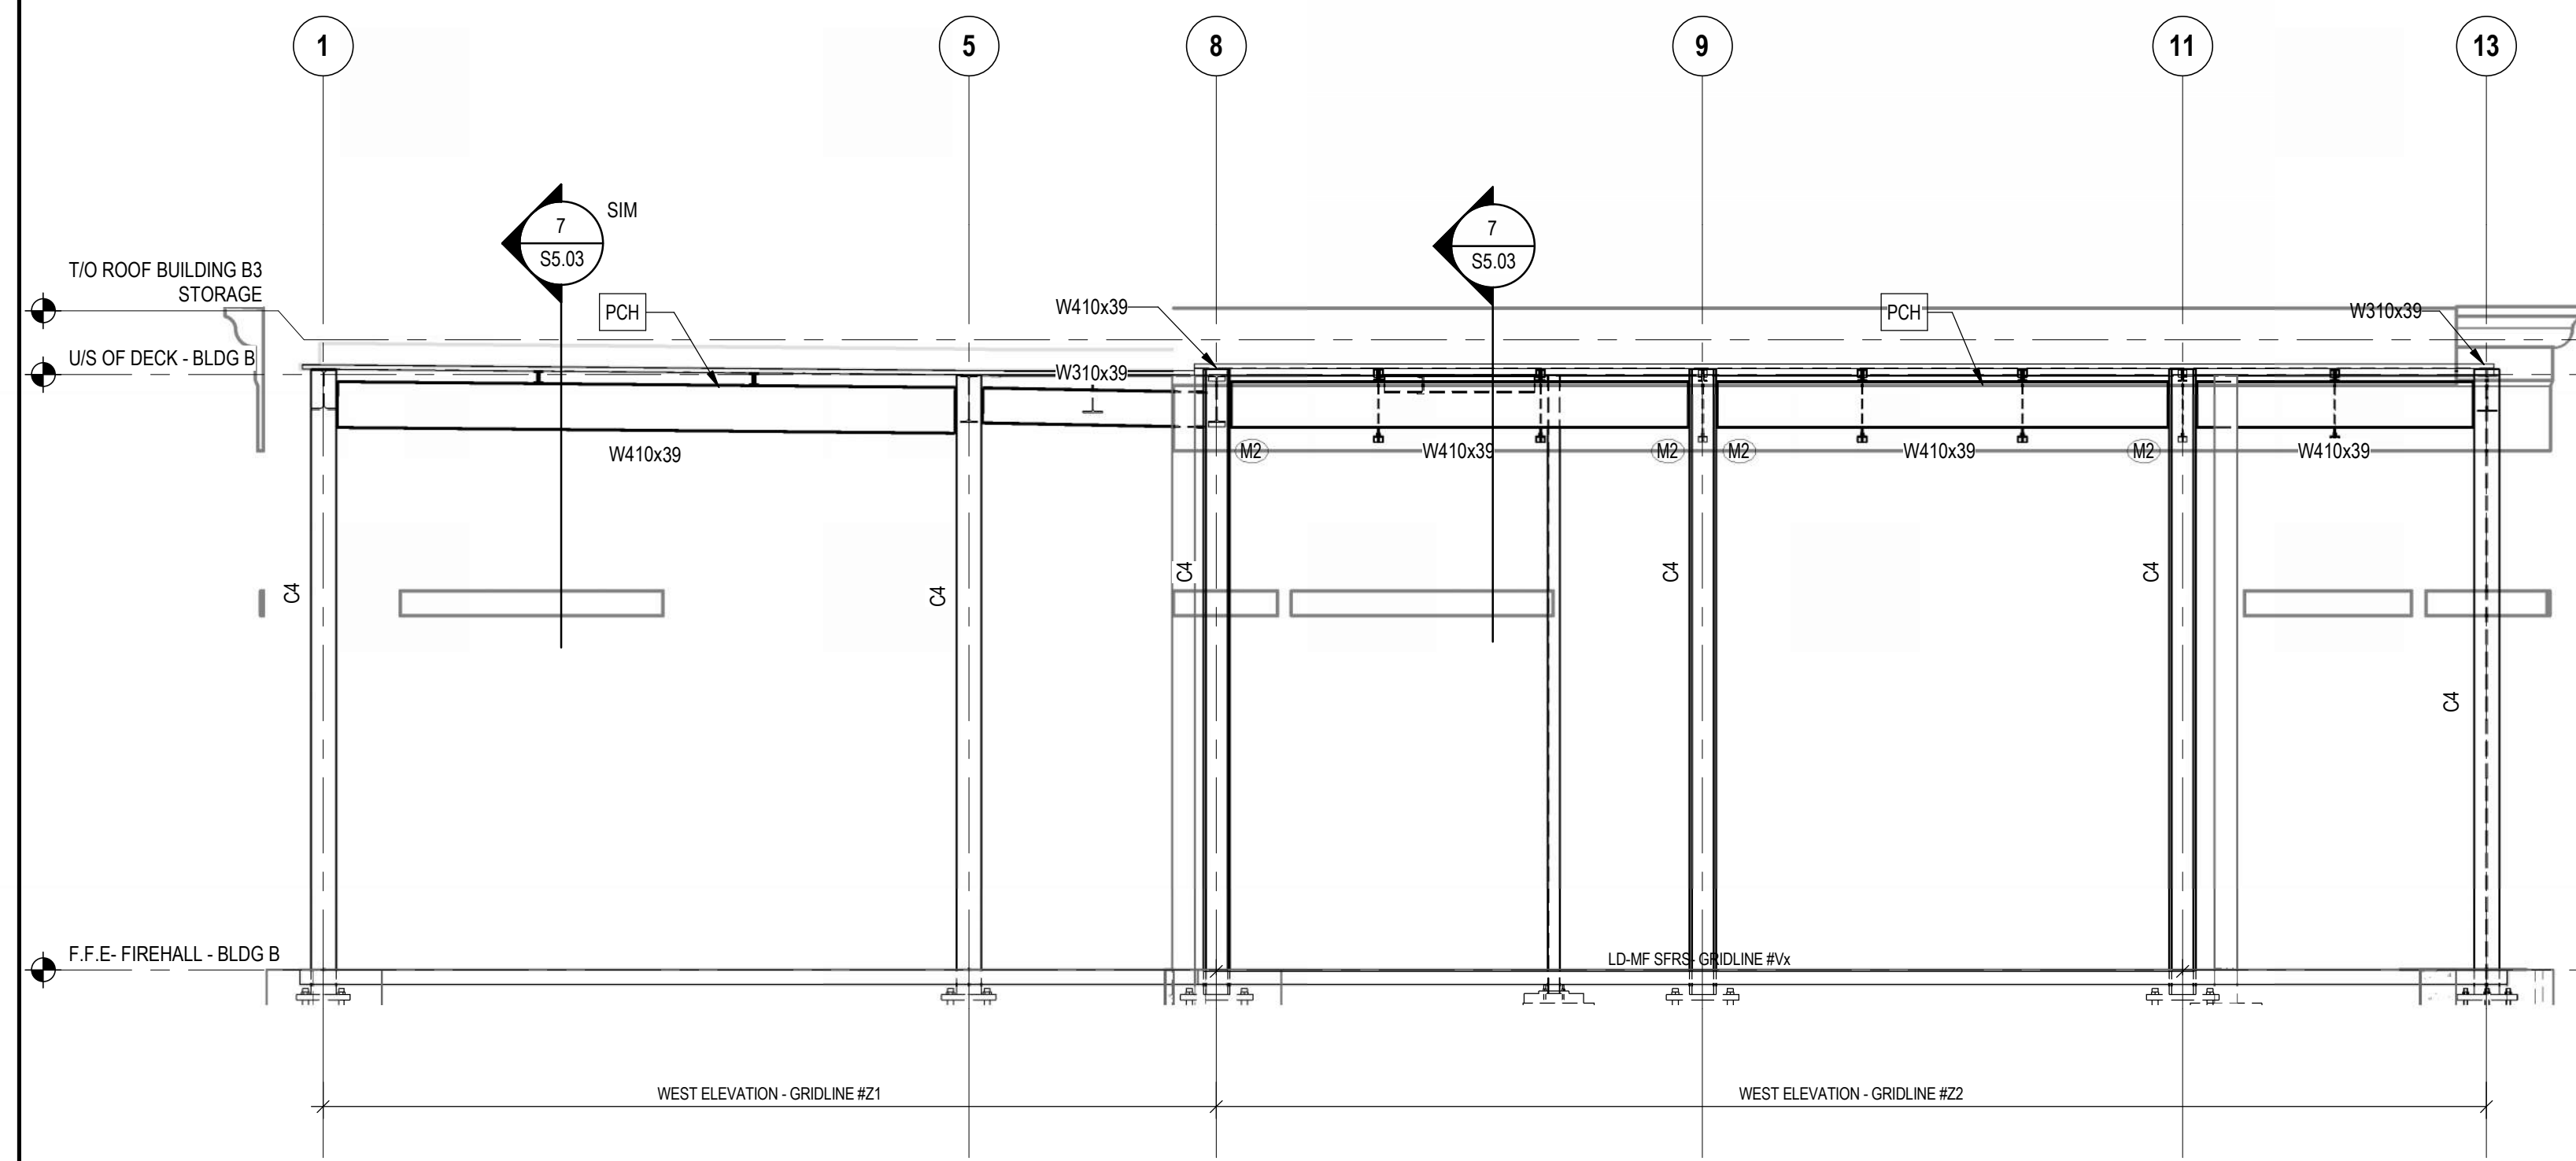 1
5
8
9
11
13
7
S5.03
SIM
7
S5.03
T/O ROOF BUILDING B3
STORAGE
PCH
W410x39
PCH
W310x39
U/S OF DECK - BLDG B
W310x39
W410x39
M2
W410x39
M2
M2
W410x39
M2
W410x39
C4
C4
C4
C4
C4
C4
F.F.E- FIREHALL - BLDG B
LD-MF SFRS- GRIDLINE #Vx
WEST ELEVATION - GRIDLINE #Z1
WEST ELEVATION - GRIDLINE #Z2